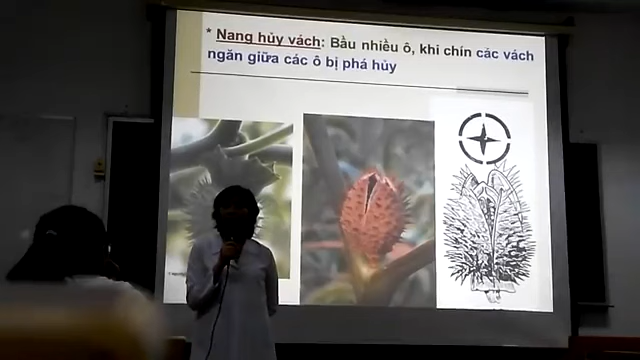 * Nang hủy vách: Bầu nhiều ô, khi chín các vách
ngăn giữa các ô bị phá hủy